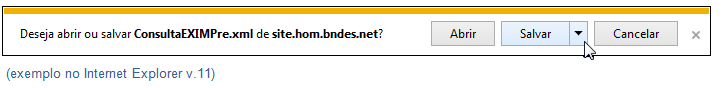 Deseja abrir ou salvar ConsultaEXIMPre.xml de site.hom.bndes.net? Abrir Salvar Cancelar ×
(exemplo no Internet Explorer v.11)